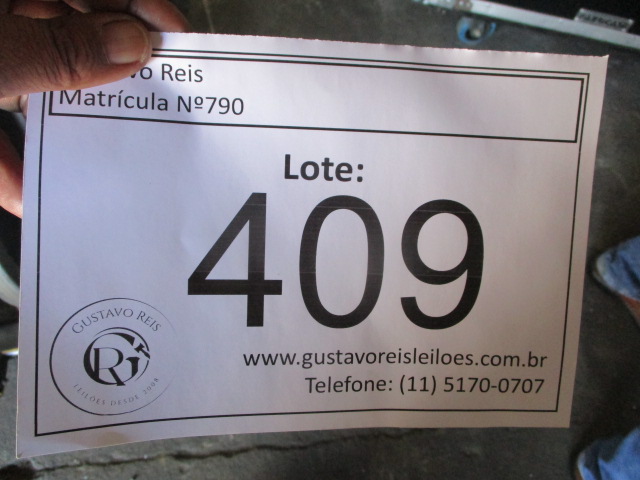 vo Reis
Matrícula Nº790
Lote:
409
GUSTAVO REIS
GR
LEILÕES DESDE 2008
www.gustavoreisleiloes.com.br
Telefone: (11) 5170-0707